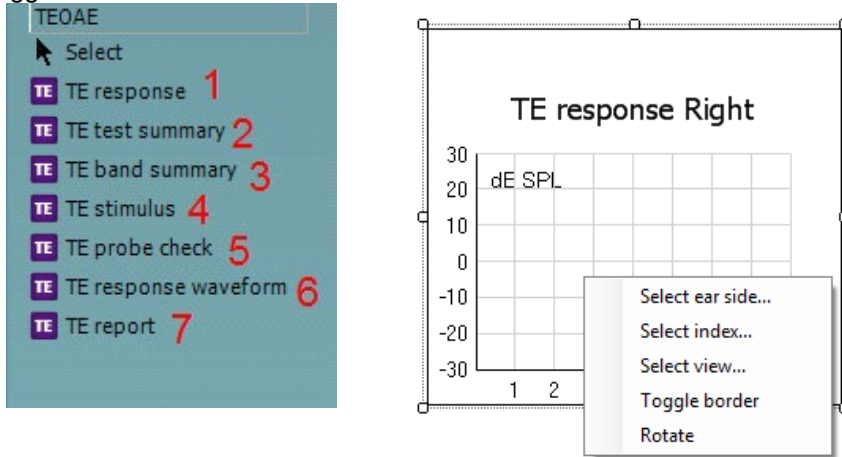 TEOAE
Select
TE TE response 1
TE TE test summary 2
TE TE band summary 3
TE TE stimulus 4
TE TE probe check 5
TE TE response waveform 6
TE TE report 7
TE response Right
30
dE SPL
20
10
0
-10
-20
-30
1 2
Select ear side...
Select index...
Select view...
Toggle border
Rotate